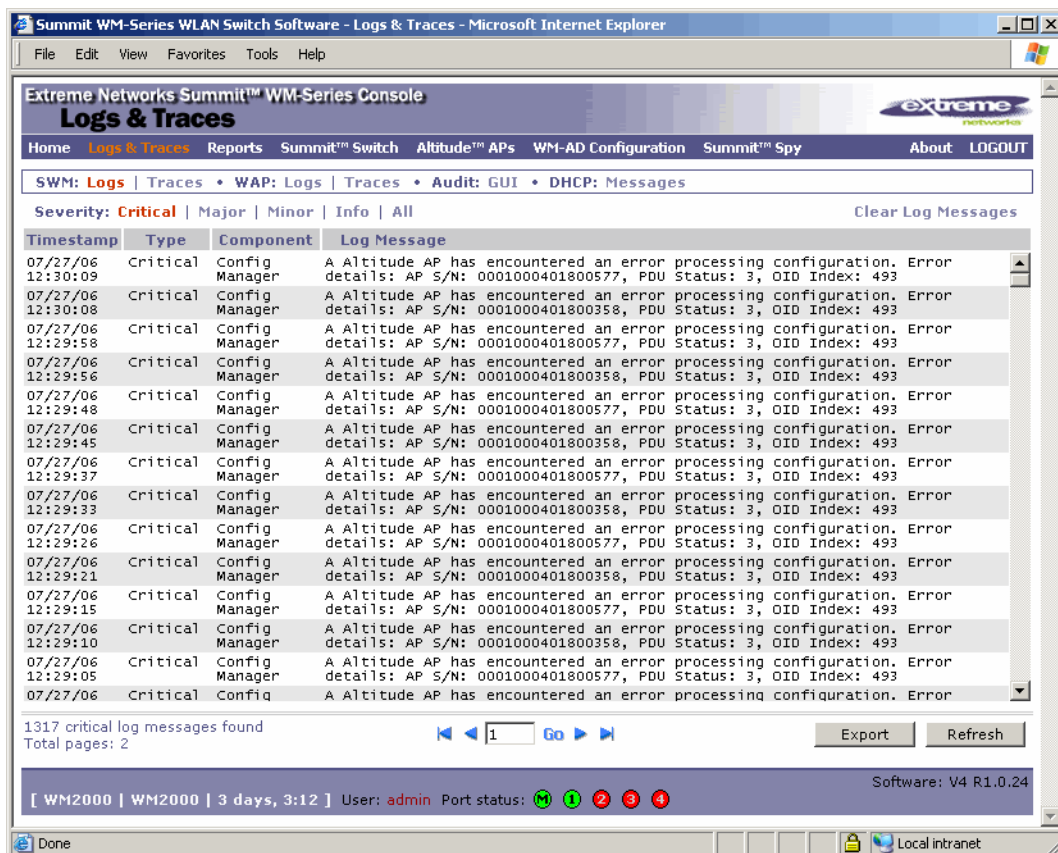 Summit WM-Series WLAN Switch Software - Logs & Traces - Microsoft Internet Explorer
File Edit View Favorites Tools Help
Extreme Networks Summit™ WM-Series Console
Logs & Traces
extreme
networks
Home Logs & Traces Reports Summit™ Switch Altitude™ APs WM-AD Configuration Summit™ Spy About LOGOUT
SWM: Logs | Traces • WAP: Logs | Traces • Audit: GUI • DHCP: Messages
Severity: Critical | Major | Minor | Info | All Clear Log Messages
Timestamp Type Component Log Message
07/27/06 Critical Config A Altitude AP has encountered an error processing configuration. Error
12:30:09 Manager details: AP S/N: 0001000401800577, PDU Status: 3, OID Index: 493
07/27/06 Critical Config A Altitude AP has encountered an error processing configuration. Error
12:30:08 Manager details: AP S/N: 0001000401800358, PDU Status: 3, OID Index: 493
07/27/06 Critical Config A Altitude AP has encountered an error processing configuration. Error
12:29:58 Manager details: AP S/N: 0001000401800577, PDU Status: 3, OID Index: 493
07/27/06 Critical Config A Altitude AP has encountered an error processing configuration. Error
12:29:56 Manager details: AP S/N: 0001000401800358, PDU Status: 3, OID Index: 493
07/27/06 Critical Config A Altitude AP has encountered an error processing configuration. Error
12:29:48 Manager details: AP S/N: 0001000401800577, PDU Status: 3, OID Index: 493
07/27/06 Critical Config A Altitude AP has encountered an error processing configuration. Error
12:29:45 Manager details: AP S/N: 0001000401800358, PDU Status: 3, OID Index: 493
07/27/06 Critical Config A Altitude AP has encountered an error processing configuration. Error
12:29:37 Manager details: AP S/N: 0001000401800577, PDU Status: 3, OID Index: 493
07/27/06 Critical Config A Altitude AP has encountered an error processing configuration. Error
12:29:33 Manager details: AP S/N: 0001000401800358, PDU Status: 3, OID Index: 493
07/27/06 Critical Config A Altitude AP has encountered an error processing configuration. Error
12:29:26 Manager details: AP S/N: 0001000401800577, PDU Status: 3, OID Index: 493
07/27/06 Critical Config A Altitude AP has encountered an error processing configuration. Error
12:29:21 Manager details: AP S/N: 0001000401800358, PDU Status: 3, OID Index: 493
07/27/06 Critical Config A Altitude AP has encountered an error processing configuration. Error
12:29:15 Manager details: AP S/N: 0001000401800577, PDU Status: 3, OID Index: 493
07/27/06 Critical Config A Altitude AP has encountered an error processing configuration. Error
12:29:10 Manager details: AP S/N: 0001000401800358, PDU Status: 3, OID Index: 493
07/27/06 Critical Config A Altitude AP has encountered an error processing configuration. Error
12:29:05 Manager details: AP S/N: 0001000401800577, PDU Status: 3, OID Index: 493
07/27/06 Critical Config A Altitude AP has encountered an error processing configuration. Error
1317 critical log messages found
Total pages: 2
1 Go
Export Refresh
Software: V4 R1.0.24
[ WM2000 | WM2000 | 3 days, 3:12 ] User: admin Port status: M 1 2 3 4
Done Local intranet